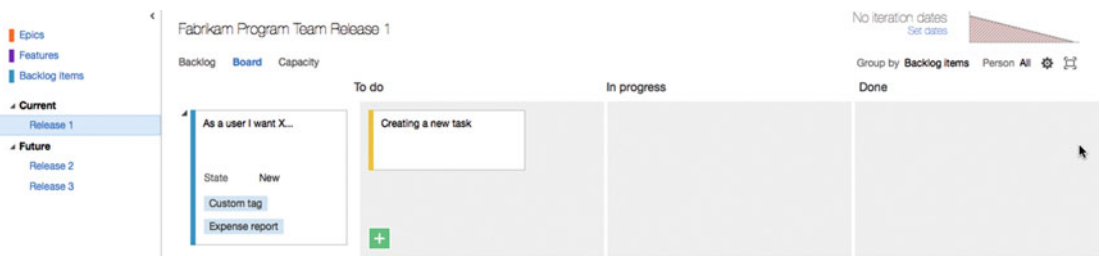 Epics
Features
Backlog items
Current
Release 1
Future
Release 2
Release 3
Fabrikam Program Team Release 1
No iteration dates
Set dates
Backlog Board Capacity
Group by Backlog items Person All
To do In progress Done
As a user I want X...
State New
Custom tag
Expense report
Creating a new task